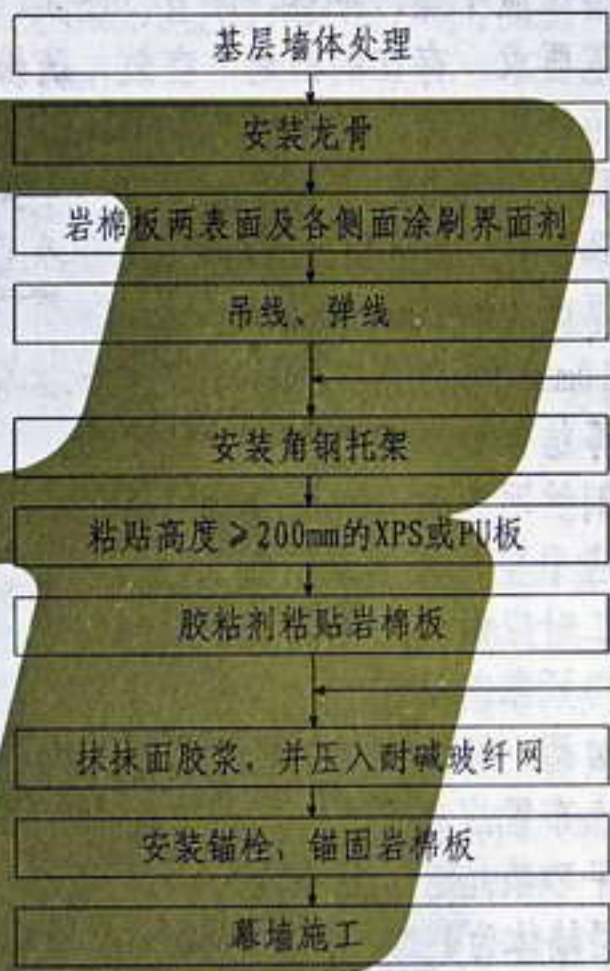 基层墙体处理
安装龙骨
岩棉板两表面及各侧面涂刷界面剂
吊线、弹线
安装角钢托架
粘贴高度≥200mm的XPS或PU板
胶粘剂粘贴岩棉板
抹抹面胶浆，并压入耐碱玻纤网
安装锚栓、锚固岩棉板
幕墙施工